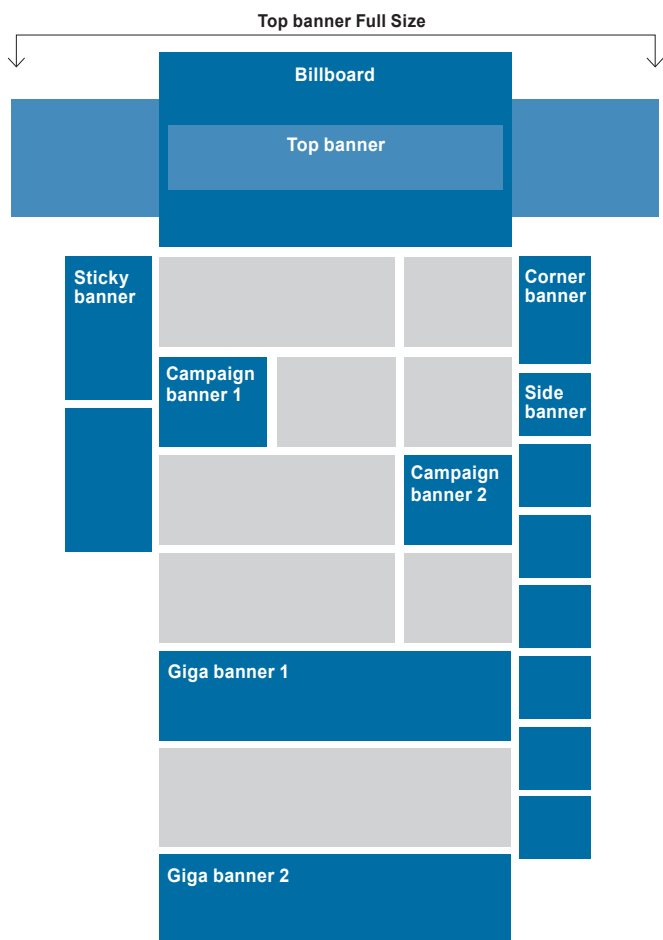 Top banner Full Size
Billboard
Top banner
Sticky
banner
Corner
banner
Campaign
banner 1
Side
banner
Campaign
banner 2
Giga banner 1
Giga banner 2